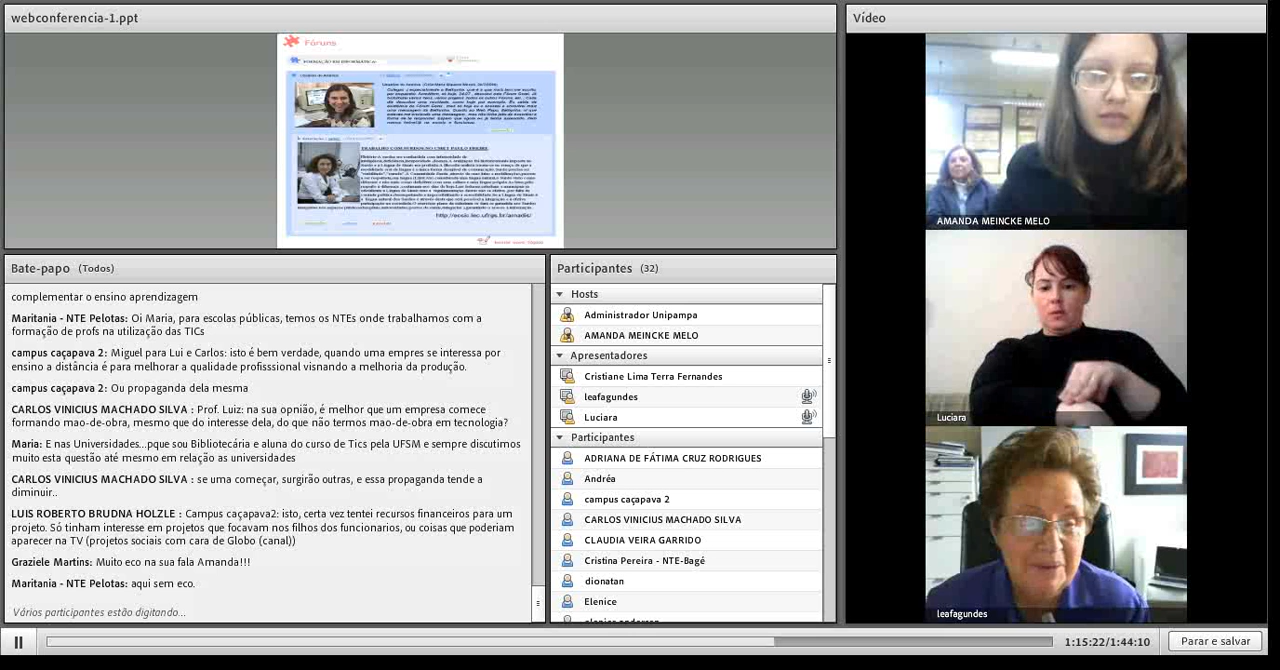 webconferencia-1.ppt
Vídeo
Fóruns
TRABALHO COM SURDOS NO CMET PAULO FREIRE
http://eosic.iec.ufrgs.br/amadis/
AMANDA MEINCKE MELO
Luciara
leafagundes
Bate-papo (Todos)
complementar o ensino aprendizagem
Maritania - NTE Pelotas: Oi Maria, para escolas públicas, temos os NTEs onde trabalhamos com a
formação de profs na utilização das TICs
campus caçapava 2: Miguel para Lui e Carlos: isto é bem verdade, quando uma empres se interessa por
ensino a distância é para melhorar a qualidade profisssional visnando a melhoria da produção.
campus caçapava 2: Ou propaganda dela mesma
CARLOS VINICIUS MACHADO SILVA : Prof. Luiz: na sua opnião, é melhor que um empresa comece
formando mao-de-obra, mesmo que do interesse dela, do que não termos mao-de-obra em tecnologia?
Maria: E nas Universidades...pque sou Bibliotecária e aluna do curso de Tics pela UFSM e sempre discutimos
muito esta questão até mesmo em relação as universidades
CARLOS VINICIUS MACHADO SILVA : se uma começar, surgirão outras, e essa propaganda tende a
diminuir..
LUIS ROBERTO BRUDNA HOLZLE : Campus caçapava2: isto, certa vez tentei recursos financeiros para um
projeto. Só tinham interesse em projetos que focavam nos filhos dos funcionarios, ou coisas que poderiam
aparecer na TV (projetos sociais com cara de Globo (canal))
Graziele Martins: Muito eco na sua fala Amanda!!!
Maritania - NTE Pelotas: aqui sem eco.
Vários participantes estão digitando...
Participantes (32)
Hosts
Administrador Unipampa
AMANDA MEINCKE MELO
Apresentadores
Cristiane Lima Terra Fernandes
leafagundes
Luciara
Participantes
ADRIANA DE FÁTIMA CRUZ RODRIGUES
Andréa
campus caçapava 2
CARLOS VINICIUS MACHADO SILVA
CLAUDIA VEIRA GARRIDO
Cristina Pereira - NTE-Bagé
dionatan
Elenice
1:15:22/1:44:10
Parar e salvar